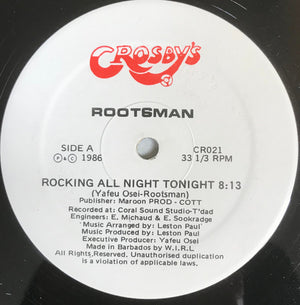 CROSBY'S
ROOTSMAN
SIDE A
CR021
℗ & © 1986
33 1/3 RPM
ROCKING ALL NIGHT TONIGHT 8:13
(Yafeu Osei-Rootsman)
Publisher: Maroon PROD - COTT
Recorded at: Coral Sound Studio-T'dad
Engineers: E. Michaud & E. Sookradge
Music Arranged by: Leston Paul
Music Produced by: Leston Paul
Executive Producer: Yafeu Osei
Made in Barbados by W.I.R.L
All Rights Reserved. Unauthorised duplication
is a violation of applicable laws.